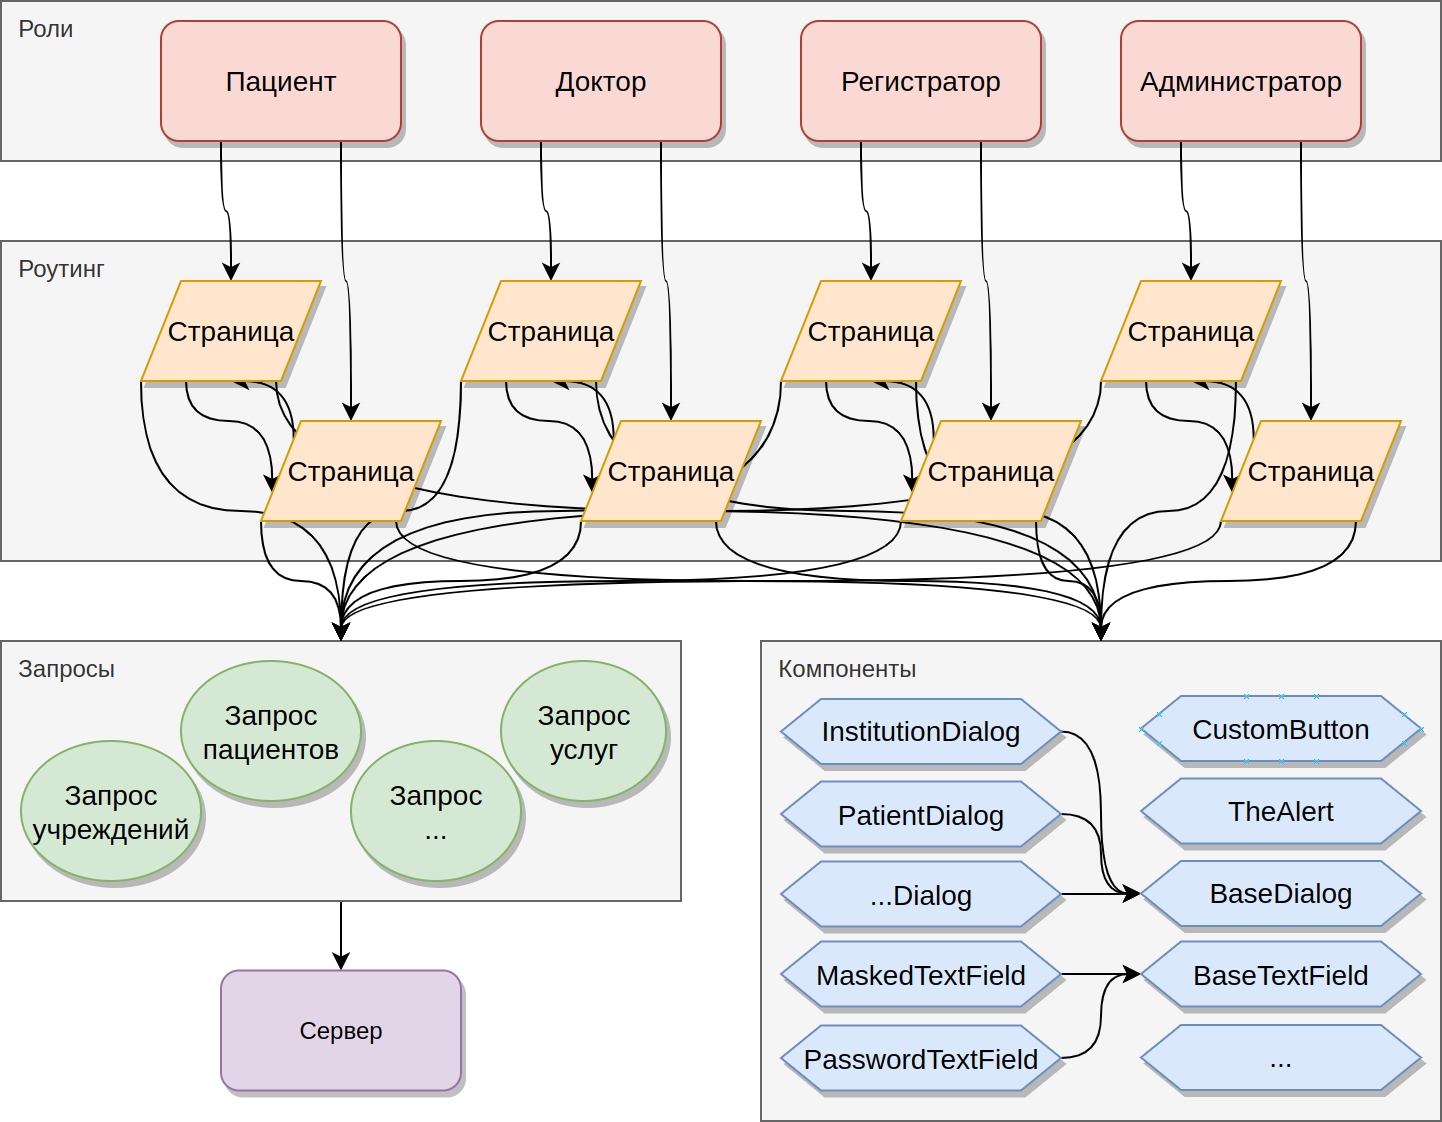 Роли
Пациент
Доктор
Регистратор
Администратор
Роутинг
Страница
Страница
Страница
Страница
Страница
Страница
Страница
Страница
Запросы
Запрос
пациентов
Запрос
услуг
Запрос
учреждений
Запрос
...
Сервер
Компоненты
InstitutionDialog
CustomButton
PatientDialog
TheAlert
...Dialog
BaseDialog
MaskedTextField
BaseTextField
PasswordTextField
...